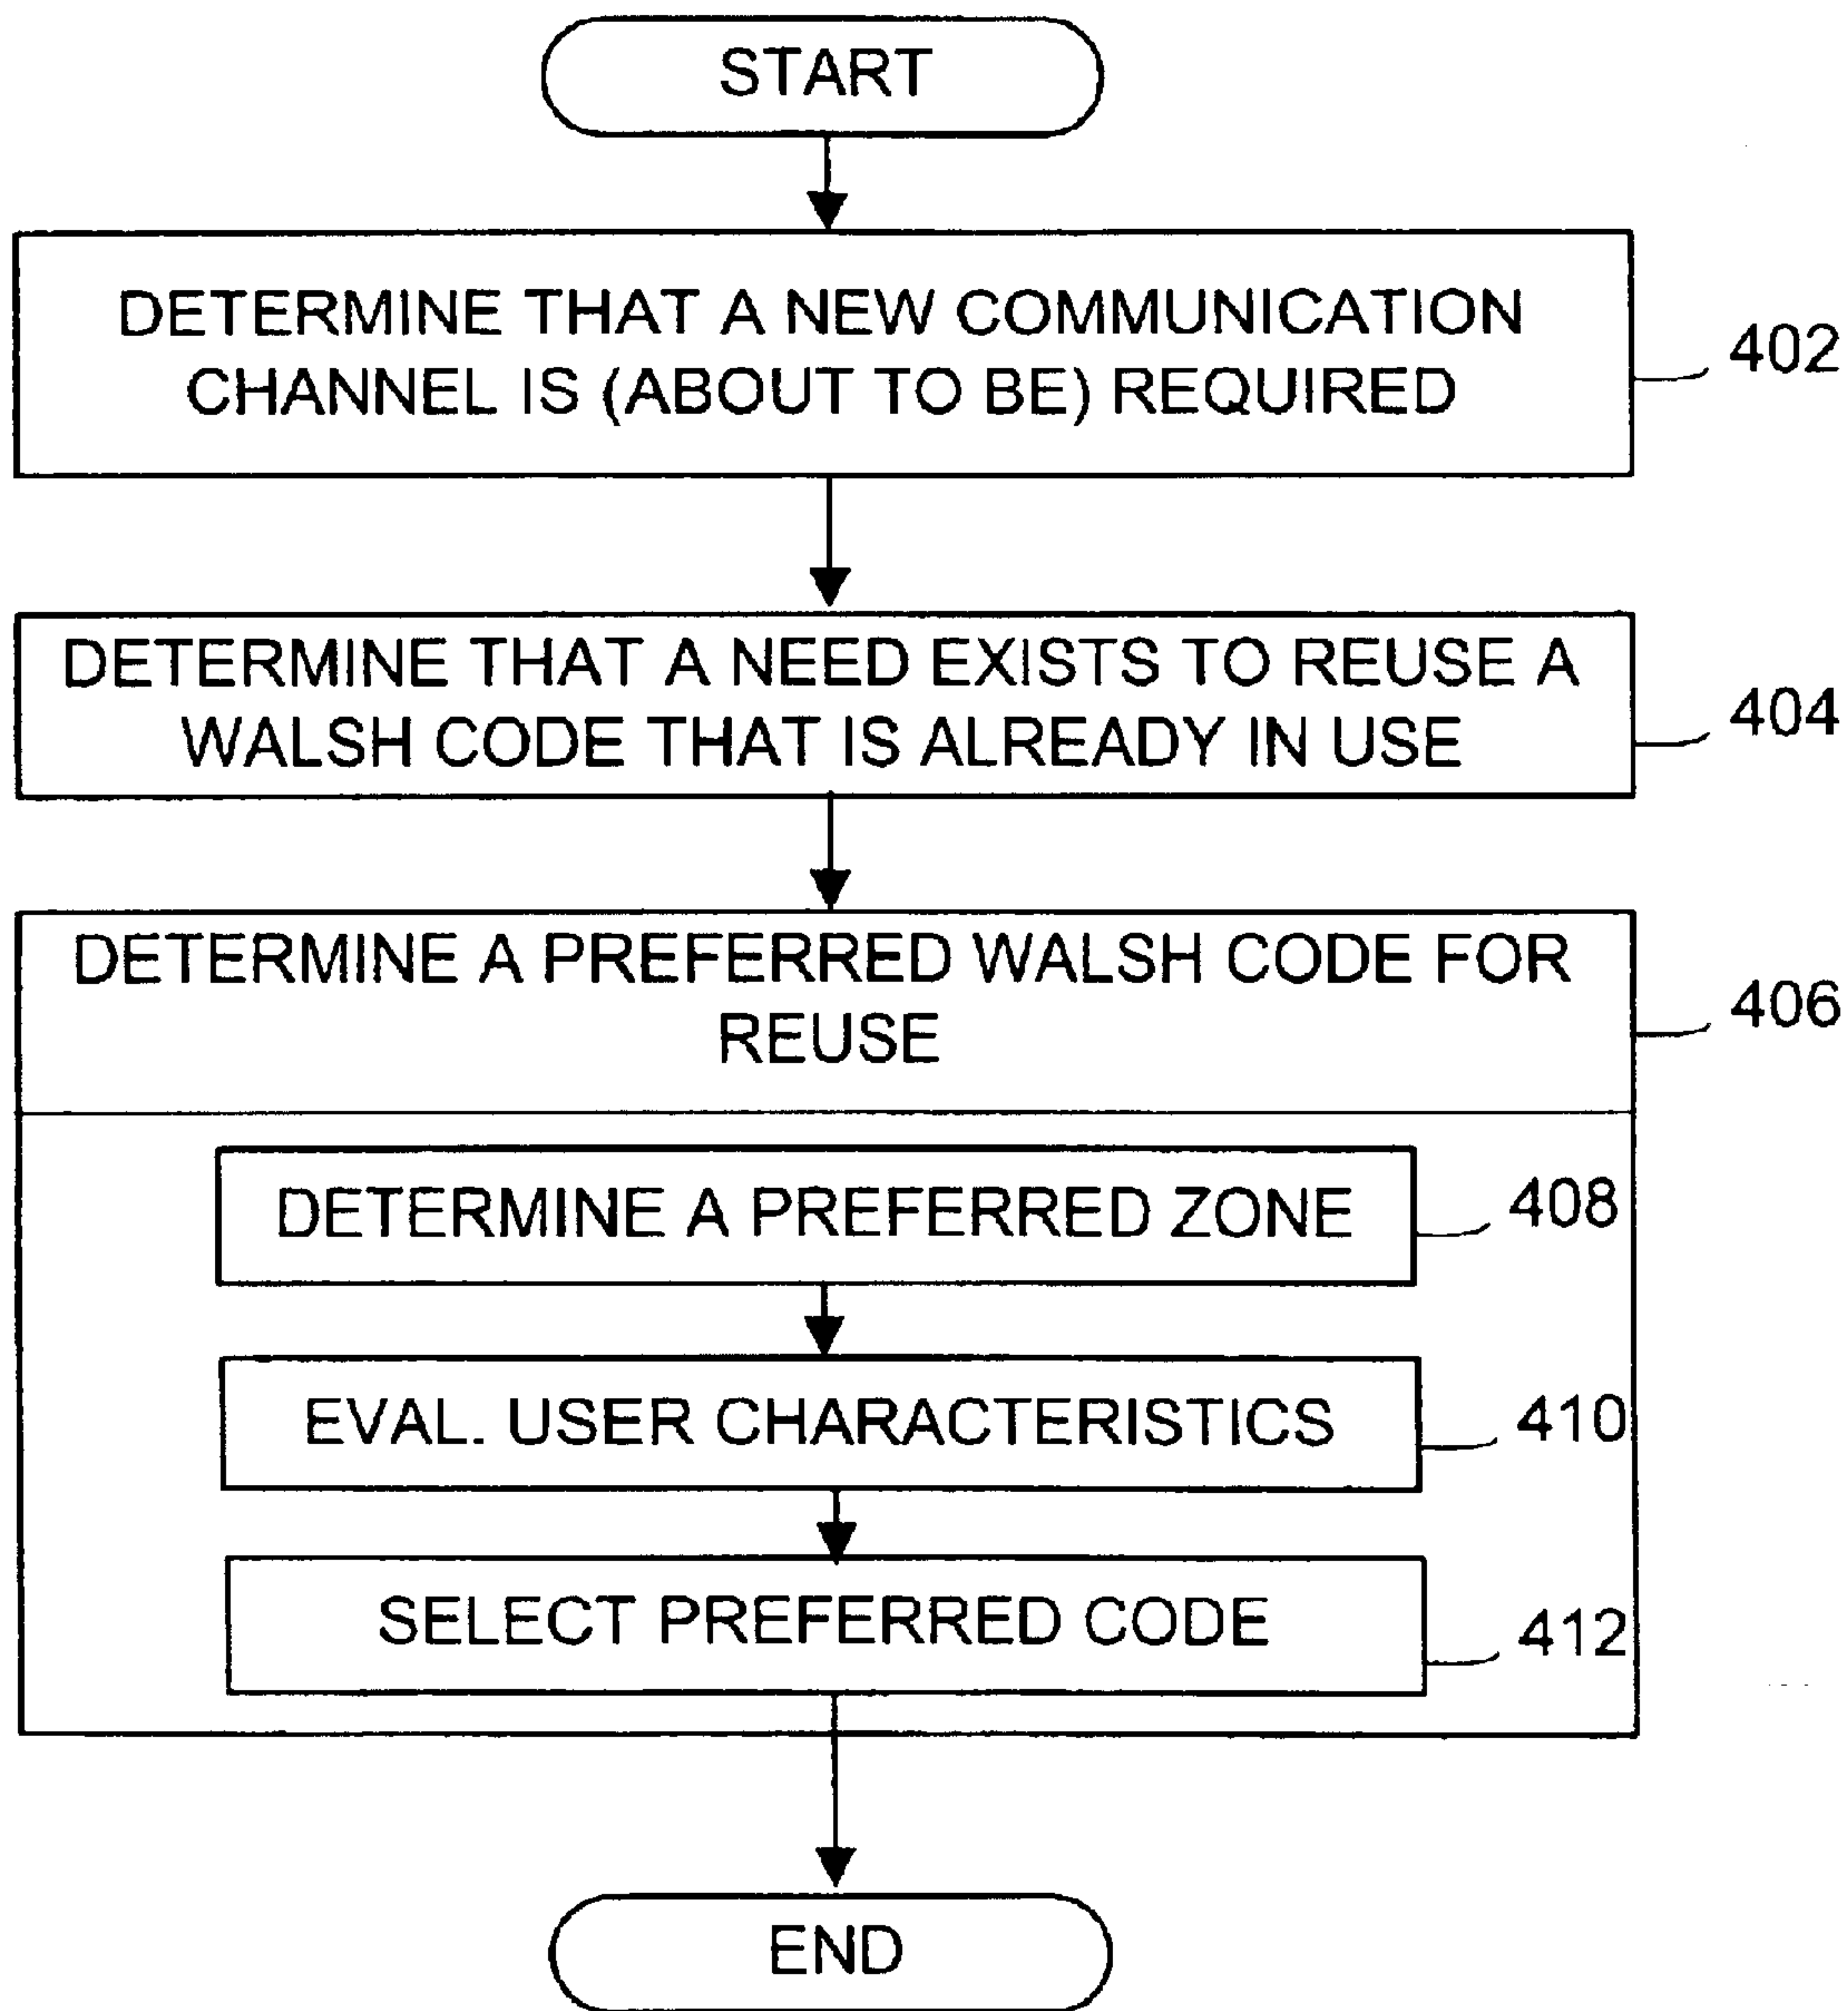 START
DETERMINE THAT A NEW COMMUNICATION
CHANNEL IS (ABOUT TO BE) REQUIRED
402
DETERMINE THAT A NEED EXISTS TO REUSE A
WALSH CODE THAT IS ALREADY IN USE
404
DETERMINE A PREFERRED WALSH CODE FOR
REUSE
406
DETERMINE A PREFERRED ZONE
408
EVAL. USER CHARACTERISTICS
410
SELECT PREFERRED CODE
412
END